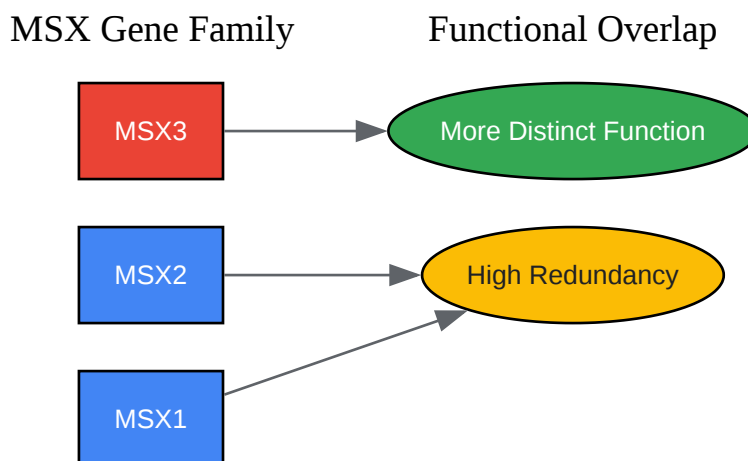 MSX Gene Family
Functional Overlap
MSX3
More Distinct Function
MSX2
High Redundancy
MSX1